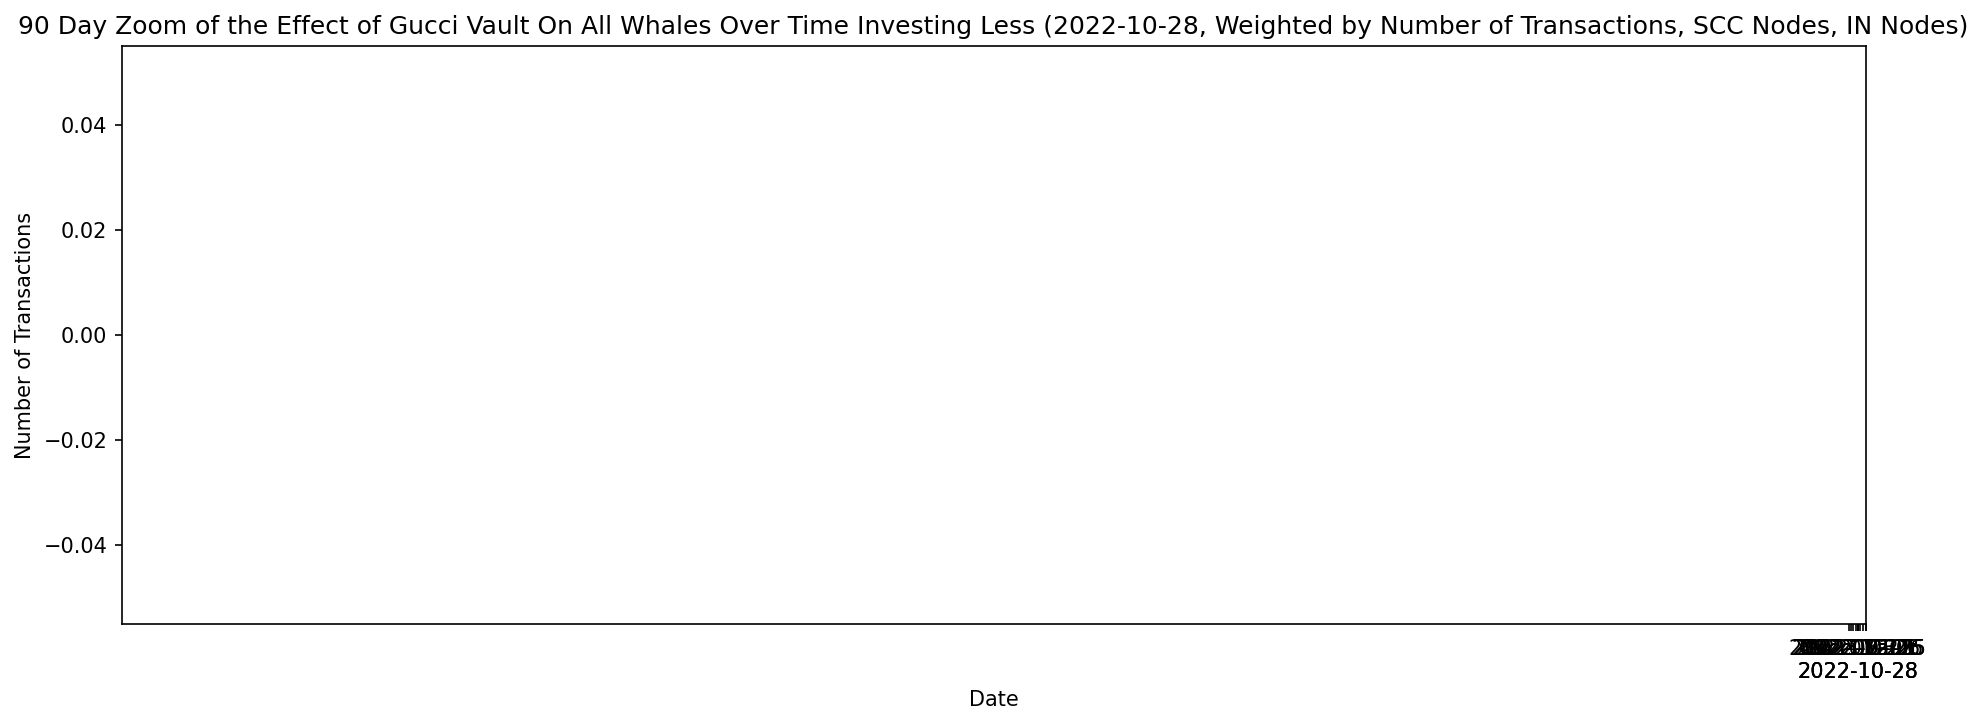 90 Day Zoom of the Effect of Gucci Vault On All Whales Over Time Investing Less (2022-10-28, Weighted by Number of Transactions, SCC Nodes, IN Nodes)
Number of Transactions
0.04
0.02
0.00
−0.02
−0.04
2022-10-28
Date